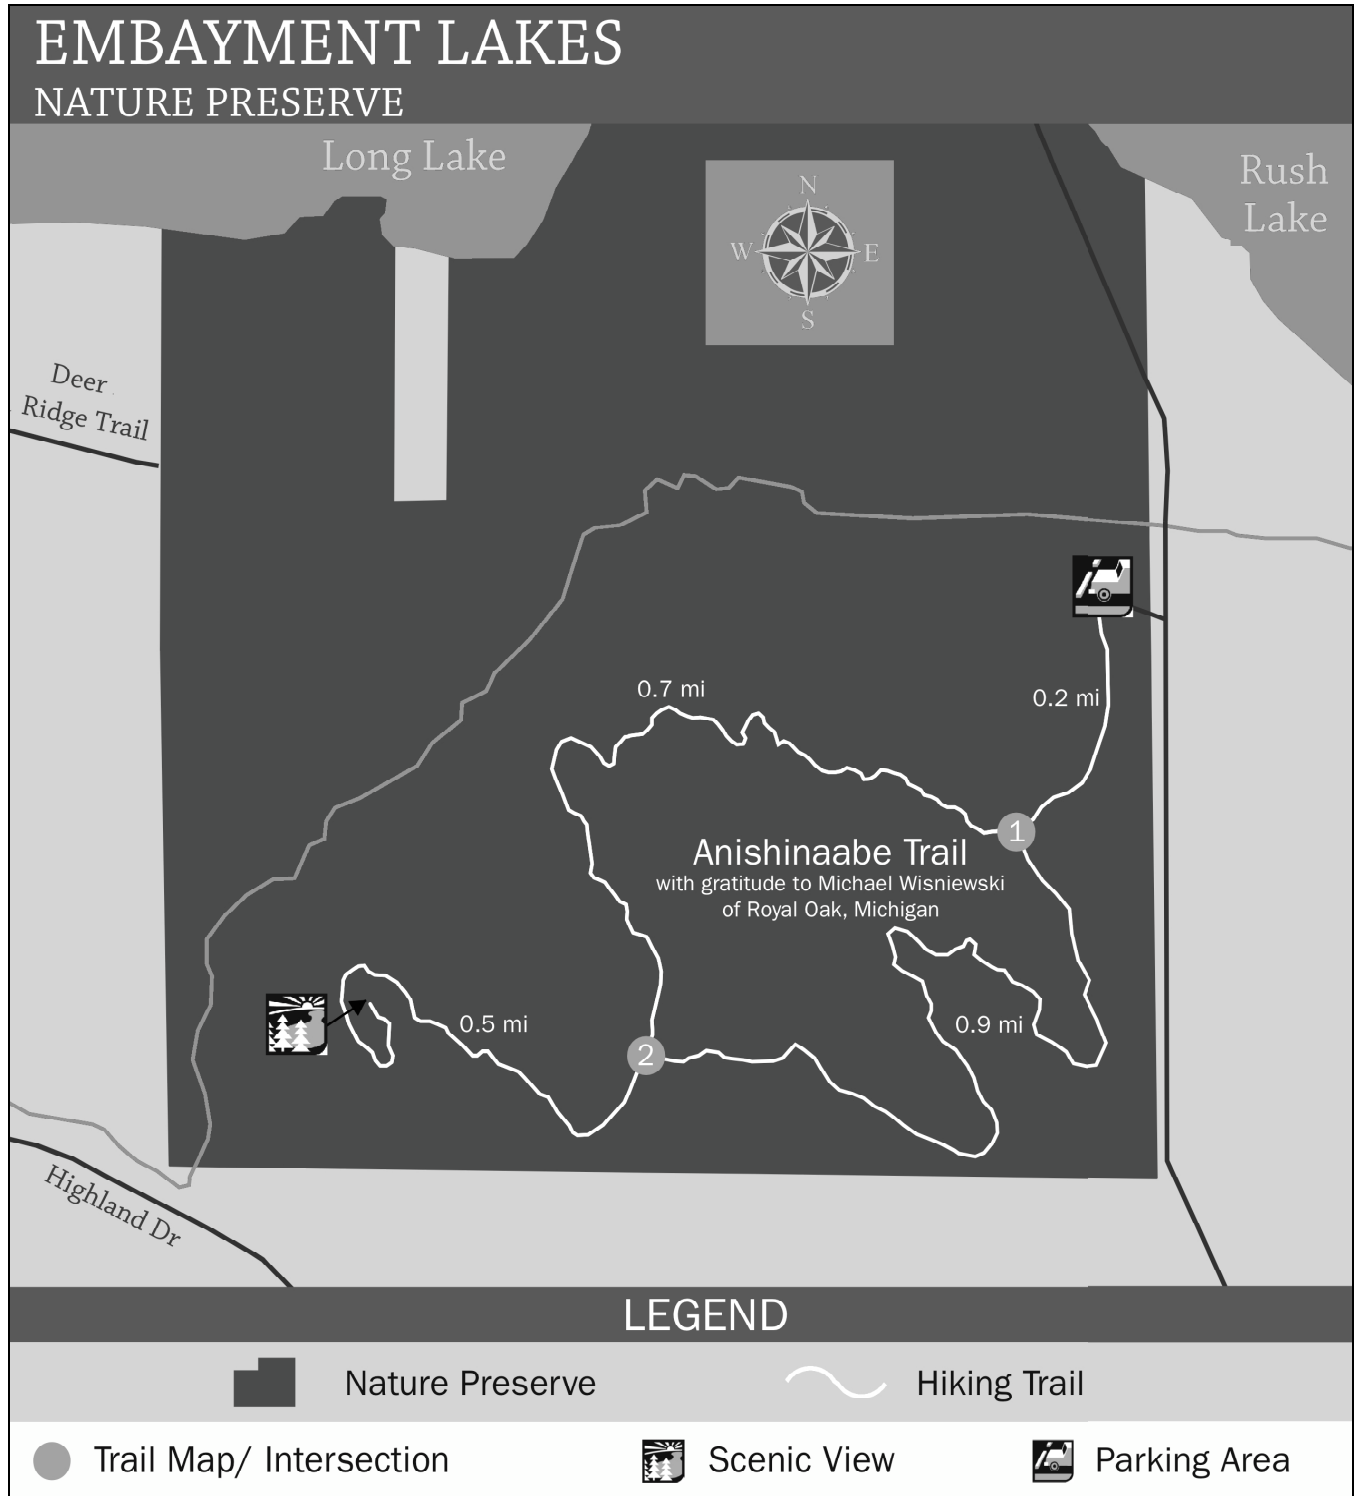 EMBAYMENT LAKES
NATURE PRESERVE
Long Lake
Rush
Lake
N
W
E
S
Deer
Ridge Trail
0.7 mi
0.2 mi
1
Anishinaabe Trail
with gratitude to Michael Wisniewski
of Royal Oak, Michigan
0.5 mi
0.9 mi
2
Highland Dr
LEGEND
Nature Preserve
Hiking Trail
Trail Map/ Intersection
Scenic View
Parking Area